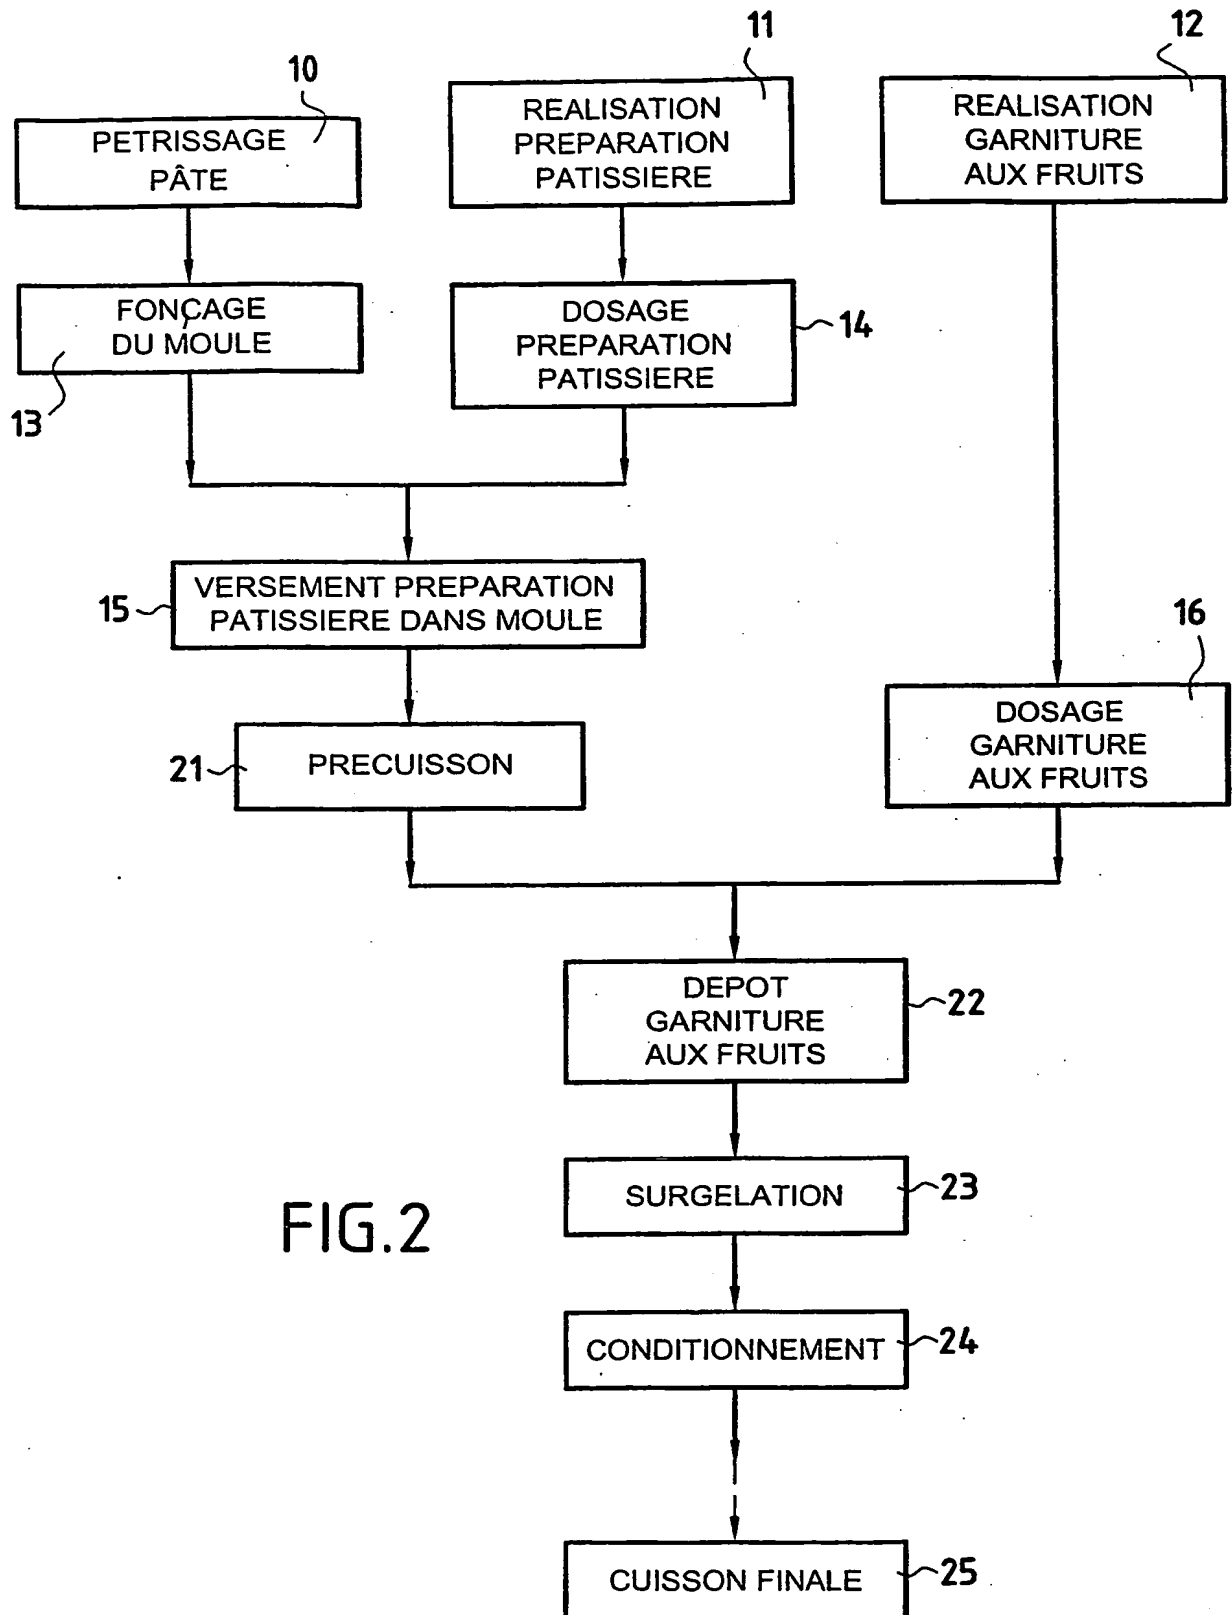 10
PETRISSAGE
PÂTE
11
REALISATION
PREPARATION
PATISSIERE
12
REALISATION
GARNITURE
AUX FRUITS
FONÇAGE
DU MOULE
13
DOSAGE
PREPARATION
PATISSIERE
14
15
VERSEMENT PREPARATION
PATISSIERE DANS MOULE
16
DOSAGE
GARNITURE
AUX FRUITS
21
PRECUISSON
DEPOT
GARNITURE
AUX FRUITS
22
SURGELATION
23
FIG.2
CONDITIONNEMENT
24
CUISSON FINALE
25